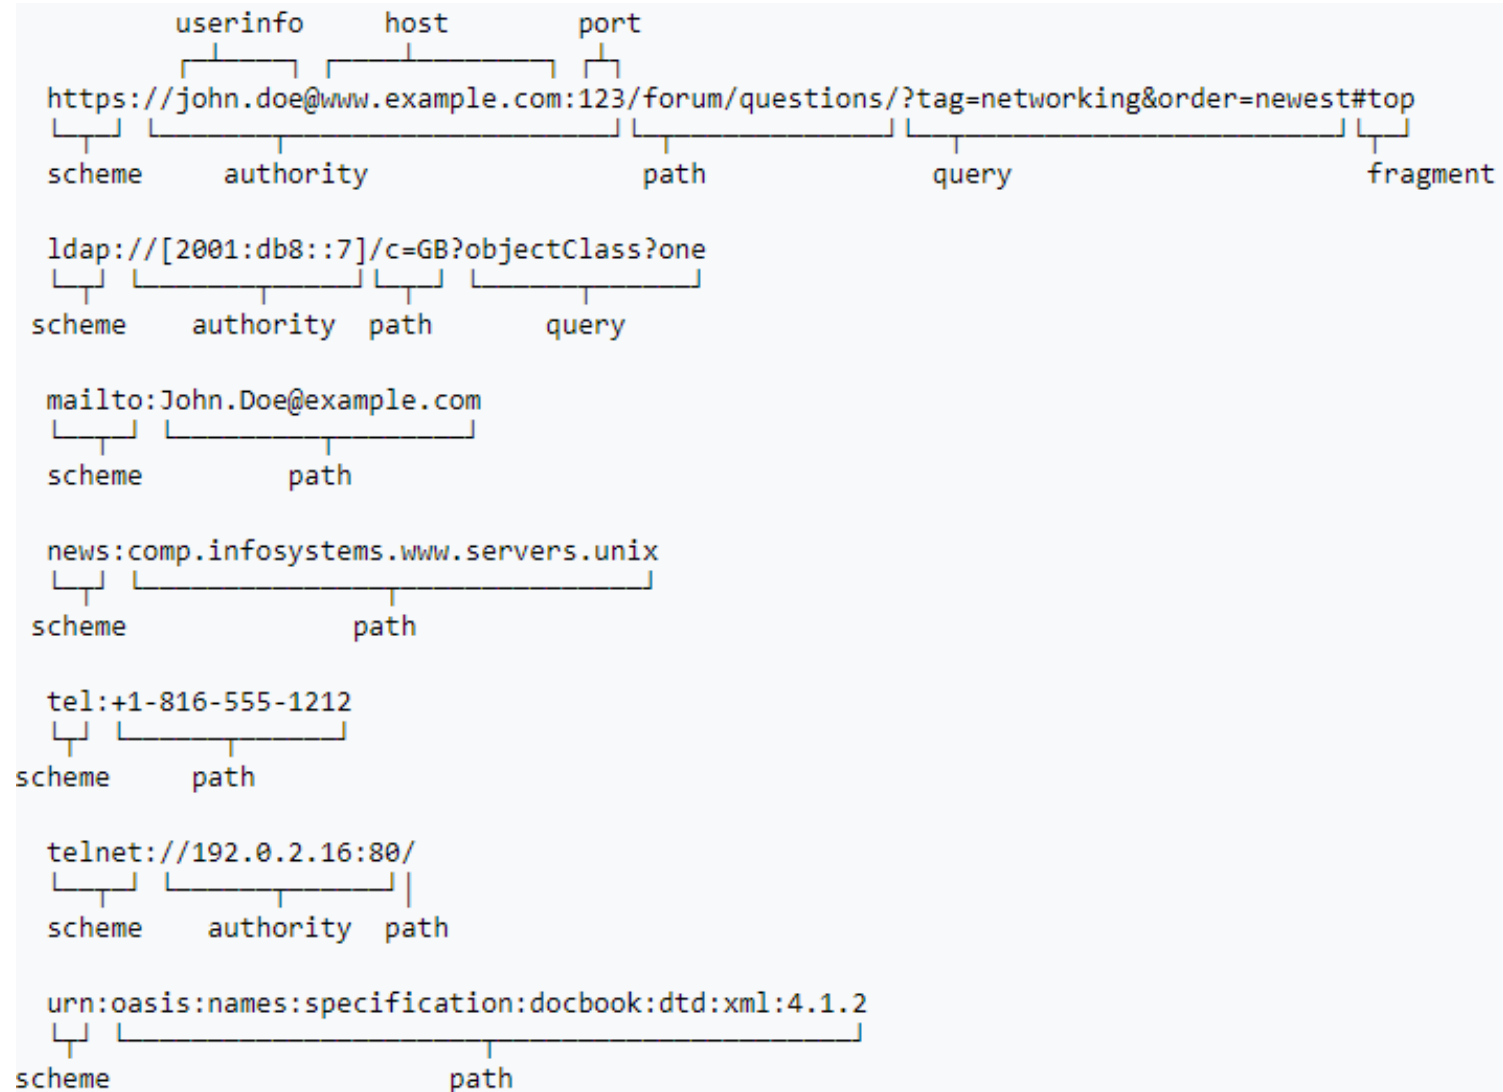 userinfo host port
https://john.doe@www.example.com:123/forum/questions/?tag=networking&order=newest#top
scheme authority path query fragment
ldap://[2001:db8::7]/c=GB?objectClass?one
scheme authority path query
mailto:John.Doe@example.com
scheme path
news:comp.infosystems.www.servers.unix
scheme path
tel:+1-816-555-1212
scheme path
telnet://192.0.2.16:80/
scheme authority path
urn:oasis:names:specification:docbook:dtd:xml:4.1.2
scheme path